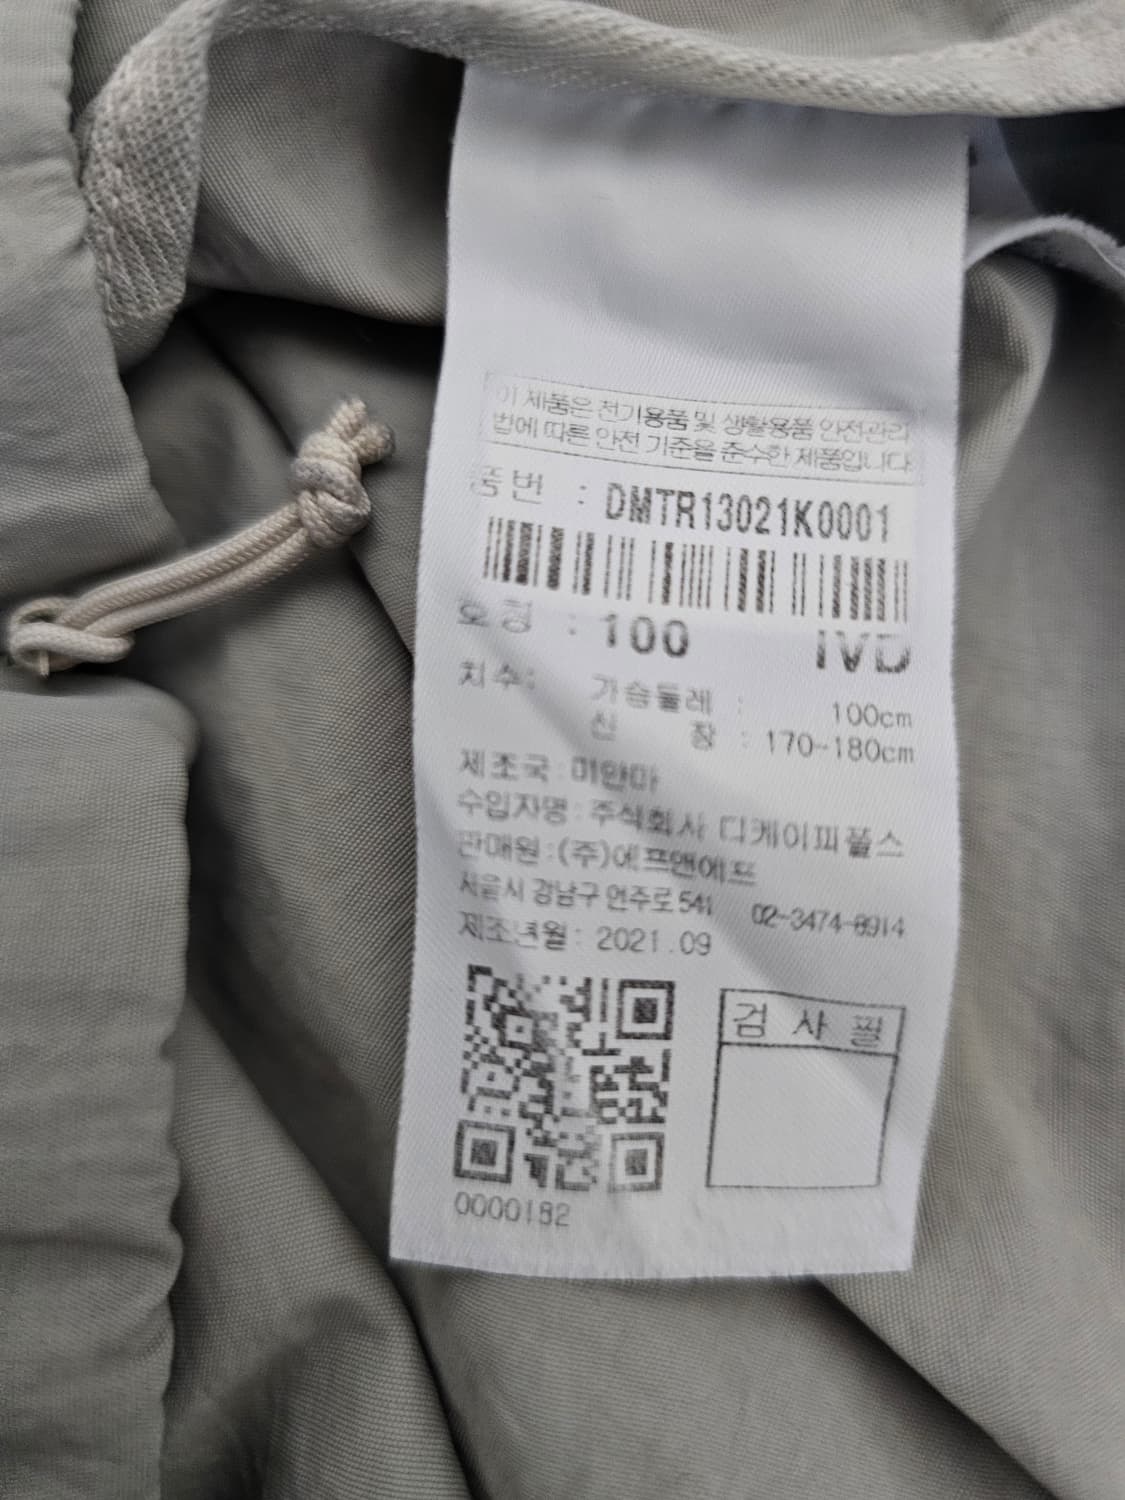 이 제품은 전기용품 및 생활용품 안전관리
법에 따른 안전 기준을 준수한 제품입니다.
품번 : DMTR13021K0001
호칭 : 100 IVD
치수: 가슴둘레 : 100cm
신 장 : 170~180cm
제조국 : 미얀마
수입자명 : 주식회사 디케이피플스
판매원 : (주)에프앤에프
서울시 강남구 언주로 541 02-3474-8914
제조년월 : 2021.09
검사필
0000182